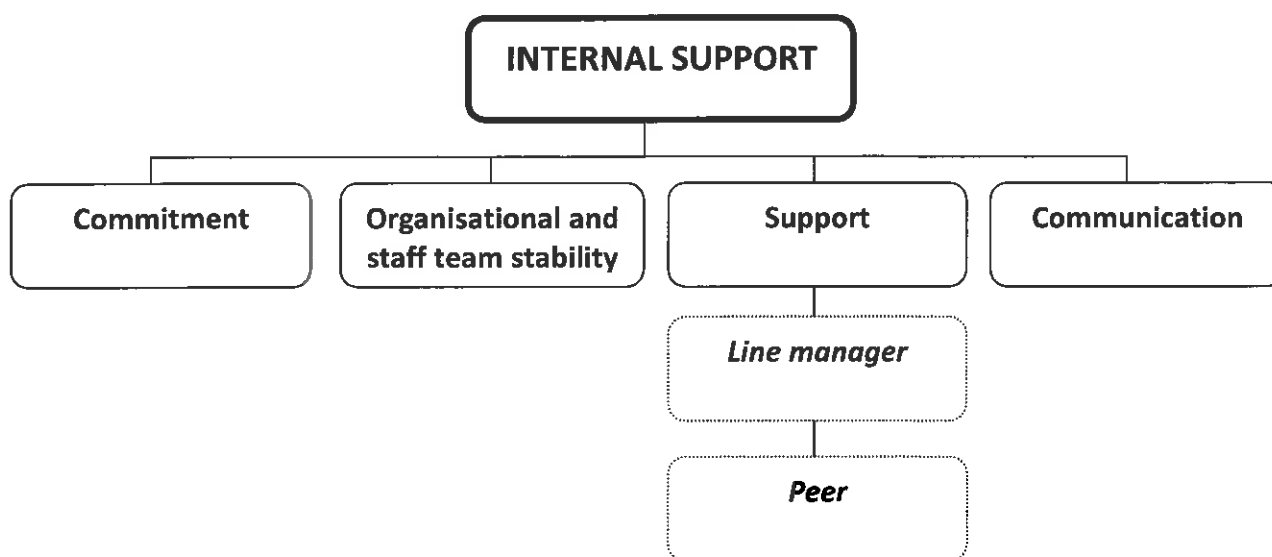 INTERNAL SUPPORT
Commitment
Organisational and
staff team stability
Support
Communication
Line manager
Peer